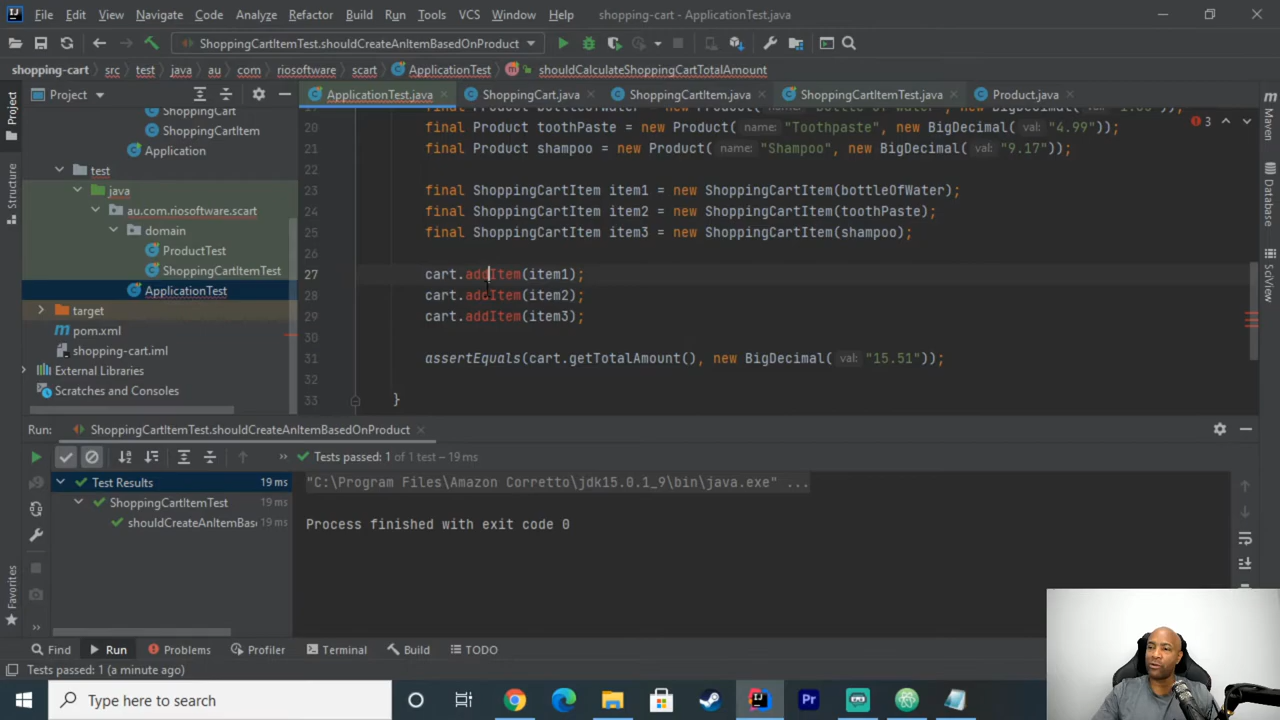 File Edit View Navigate Code Analyze Refactor Build Run Tools VCS Window Help shopping-cart - ApplicationTest.java
ShoppingCartItemTest.shouldCreateAnItemBasedOnProduct
shopping-cart src test java au com riosoftware scart ApplicationTest shouldCalculateShoppingCartTotalAmount
Project
ApplicationTest.java ShoppingCart.java ShoppingCartItem.java ShoppingCartItemTest.java Product.java
Project
Structure
Favorites
Maven
Database
SciView
ShoppingCart
ShoppingCartItem
Application
test
java
au.com.riosoftware.scart
domain
ProductTest
ShoppingCartItemTest
ApplicationTest
target
pom.xml
shopping-cart.iml
External Libraries
Scratches and Consoles
3
20 final Product toothPaste = new Product( name: "Toothpaste", new BigDecimal( val: "4.99"));
21 final Product shampoo = new Product( name: "Shampoo", new BigDecimal( val: "9.17"));
22
23 final ShoppingCartItem item1 = new ShoppingCartItem(bottleOfWater);
24 final ShoppingCartItem item2 = new ShoppingCartItem(toothPaste);
25 final ShoppingCartItem item3 = new ShoppingCartItem(shampoo);
26
27 cart.addItem(item1);
28 cart.addItem(item2);
29 cart.addItem(item3);
30
31 assertEquals(cart.getTotalAmount(), new BigDecimal( val: "15.51"));
32
33 }
Run: ShoppingCartItemTest.shouldCreateAnItemBasedOnProduct
Tests passed: 1 of 1 test – 19 ms
Test Results 19 ms
ShoppingCartItemTest 19 ms
shouldCreateAnItemBas 19 ms
"C:\Program Files\Amazon Corretto\jdk15.0.1_9\bin\java.exe" ...
Process finished with exit code 0
Find Run Problems Profiler Terminal Build TODO
Tests passed: 1 (a minute ago)
Type here to search
Pr